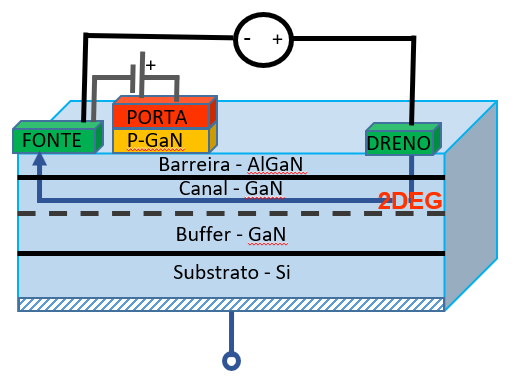 - +
+
PORTA
FONTE
P-GaN
DRENO
Barreira - AlGaN
Canal - GaN
2DEG
Buffer - GaN
Substrato - Si